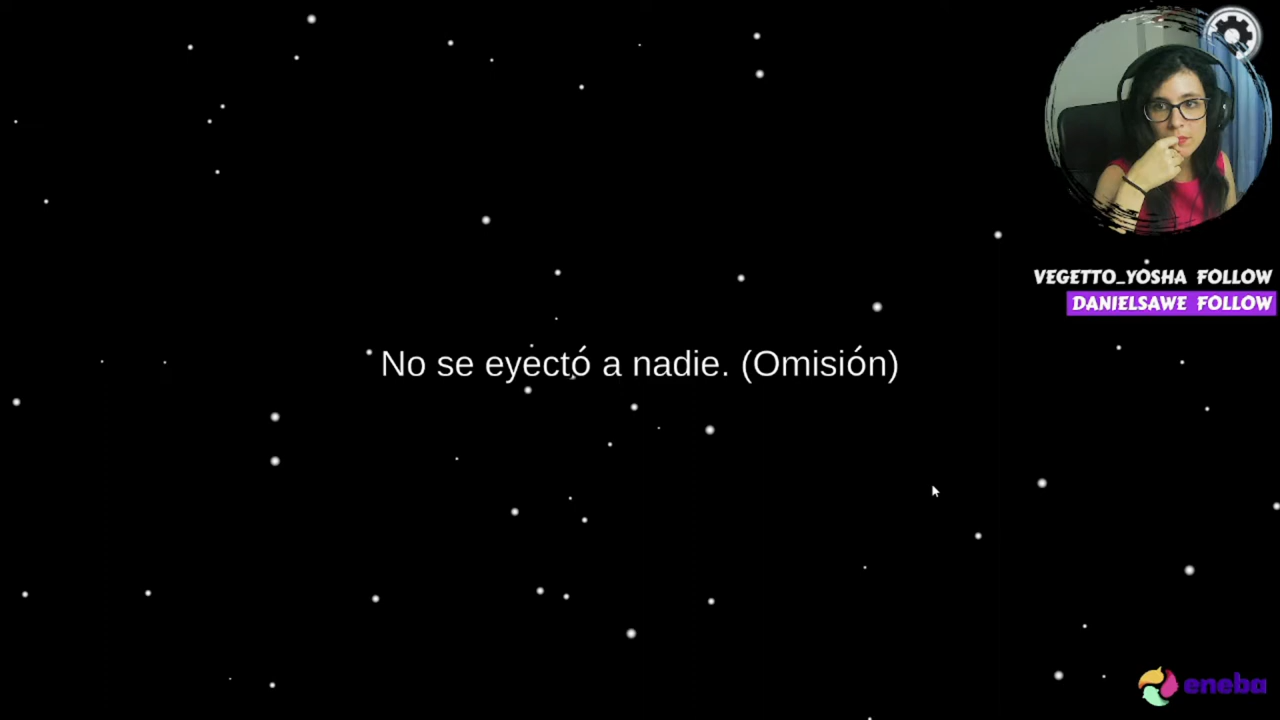 VEGETTO_YOSHA FOLLOW
DANIELSAWE FOLLOW
No se eyectó a nadie. (Omisión)
eneba